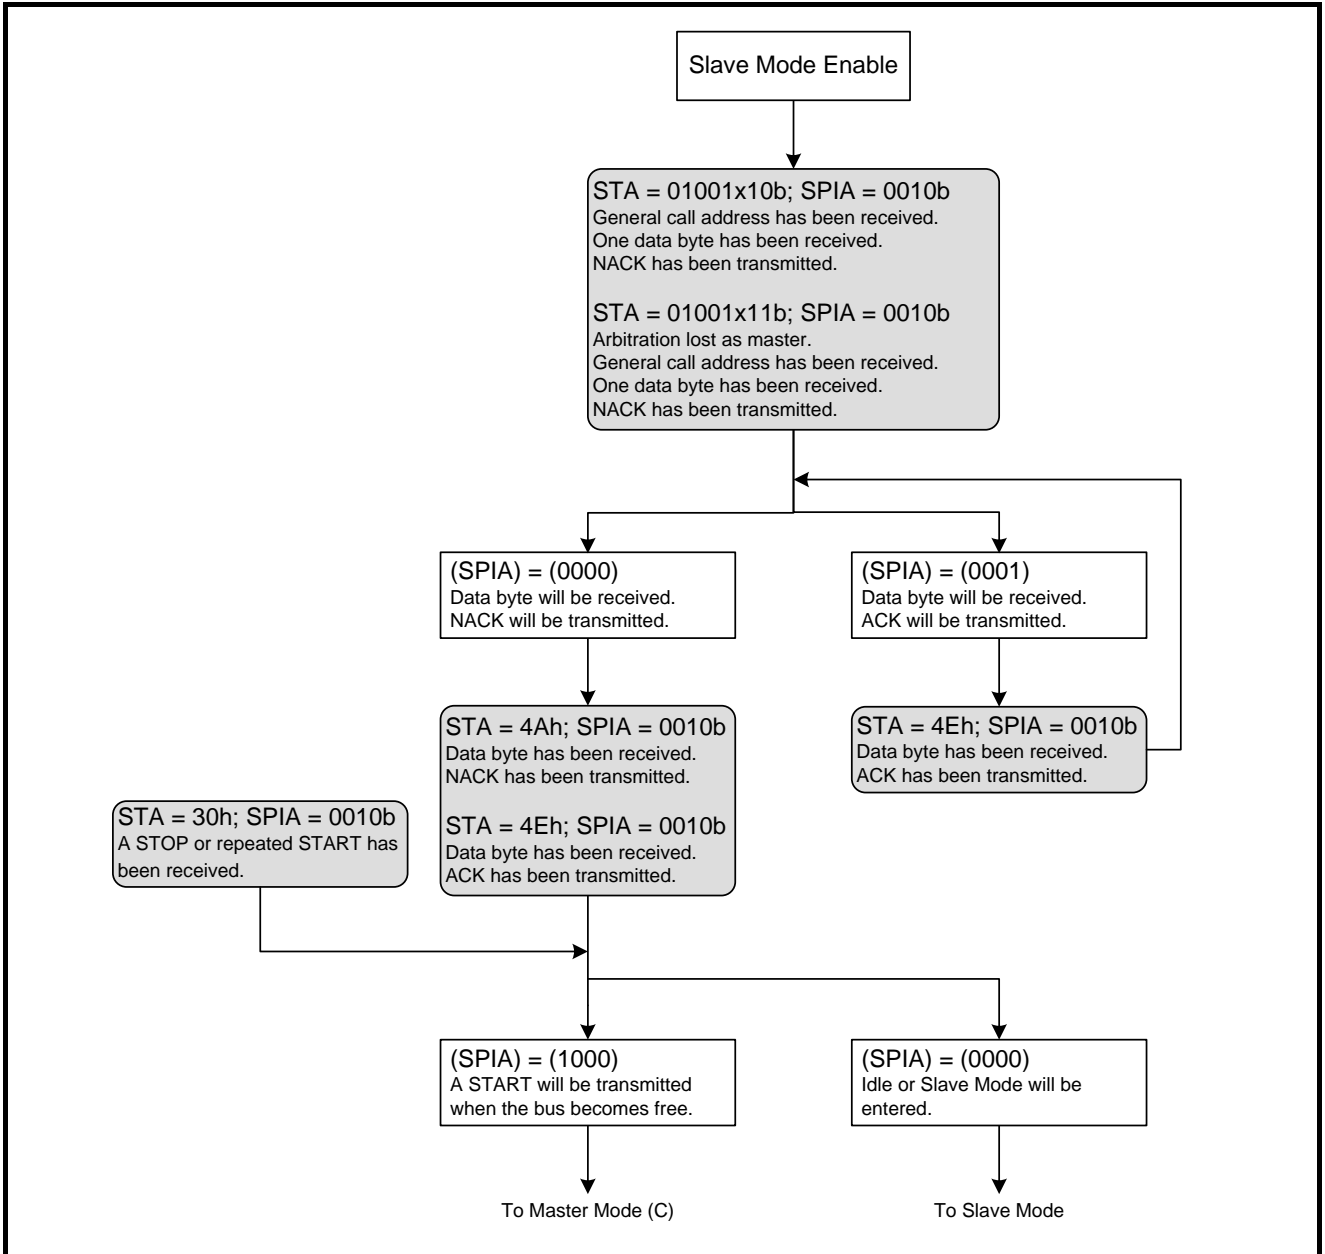 Slave Mode Enable
STA = 01001x10b; SPIA = 0010b
General call address has been received.
One data byte has been received.
NACK has been transmitted.
STA = 01001x11b; SPIA = 0010b
Arbitration lost as master.
General call address has been received.
One data byte has been received.
NACK has been transmitted.
(SPIA) = (0000)
Data byte will be received.
NACK will be transmitted.
(SPIA) = (0001)
Data byte will be received.
ACK will be transmitted.
STA = 4Ah; SPIA = 0010b
Data byte has been received.
NACK has been transmitted.
STA = 4Eh; SPIA = 0010b
Data byte has been received.
ACK has been transmitted.
STA = 4Eh; SPIA = 0010b
Data byte has been received.
ACK has been transmitted.
STA = 30h; SPIA = 0010b
A STOP or repeated START has
been received.
(SPIA) = (1000)
A START will be transmitted
when the bus becomes free.
(SPIA) = (0000)
Idle or Slave Mode will be
entered.
To Master Mode (C)
To Slave Mode